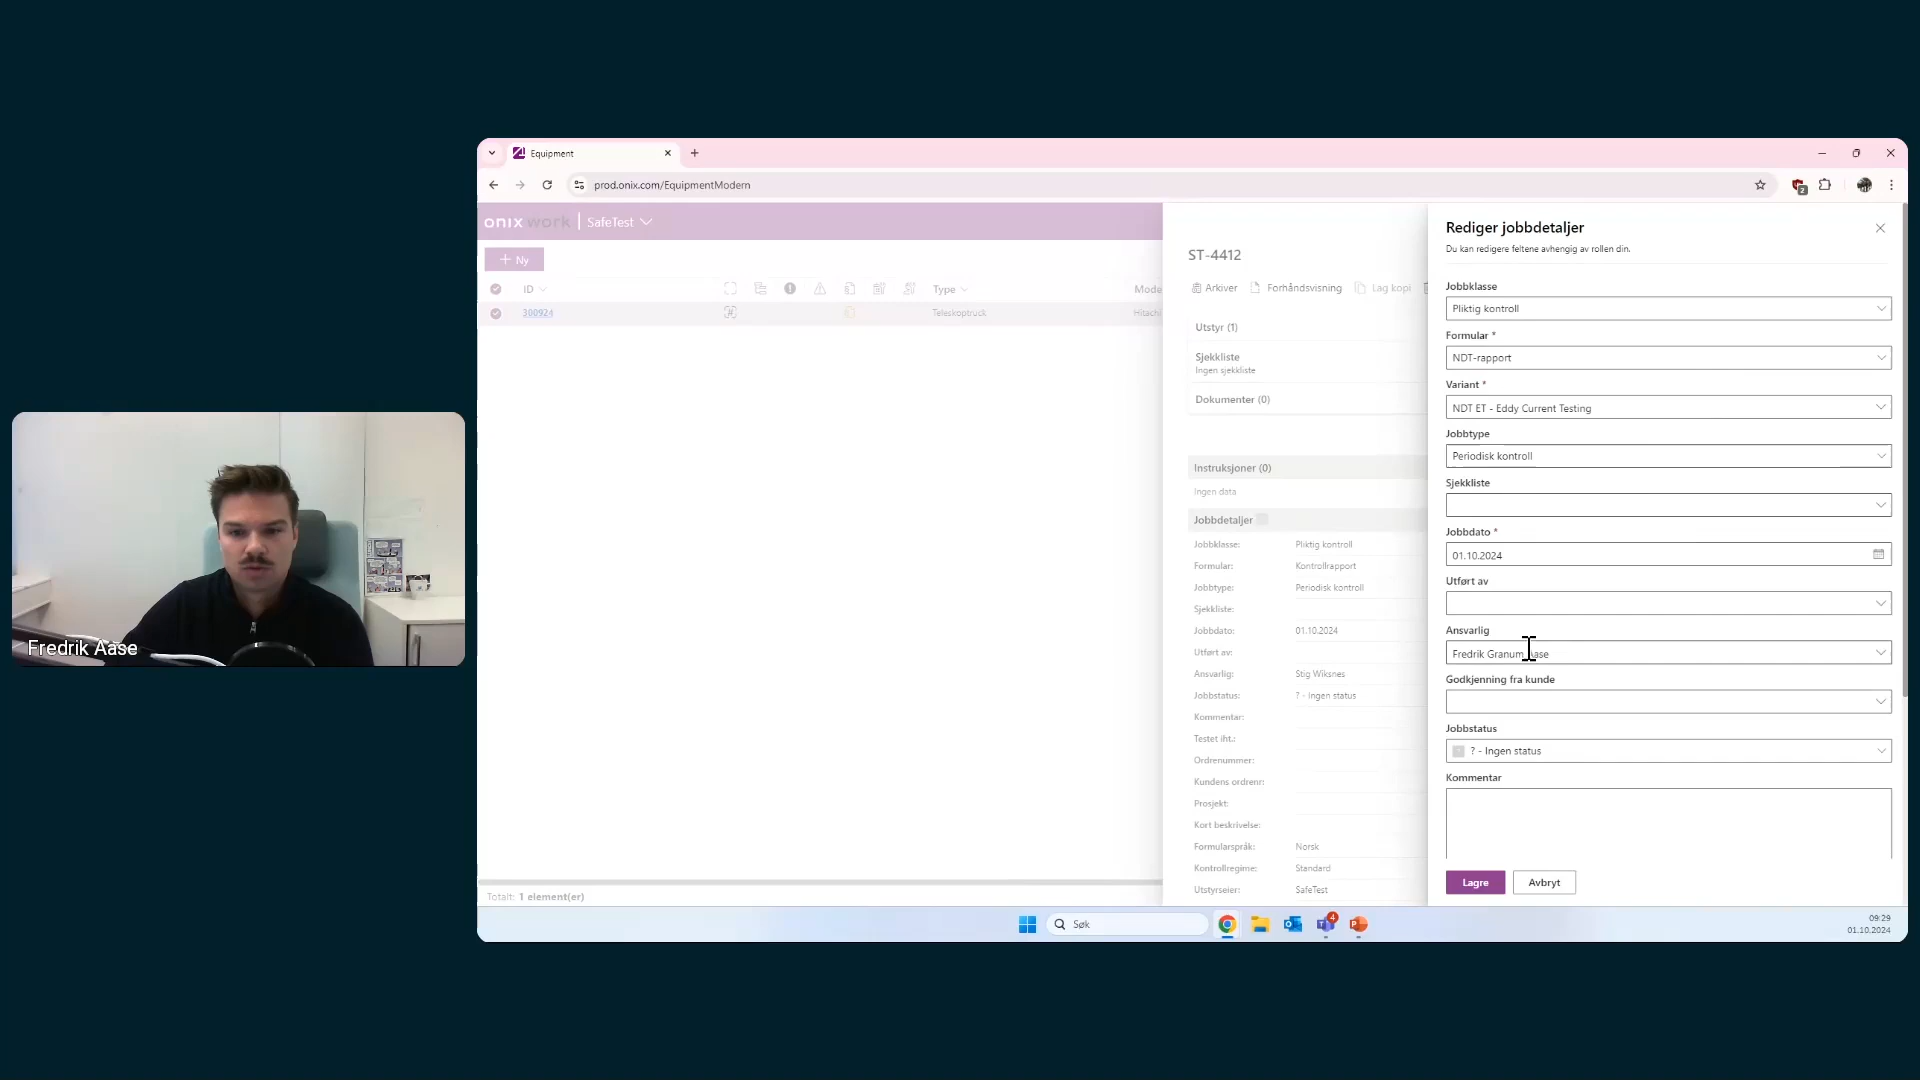 Equipment
prod.onix.com/EquipmentModern
2
onix work | SafeTest
+ Ny
ID
Type
Mode
300924
Teleskoptruck
Hitachi
Totalt: 1 element(er)
ST-4412
Arkiver
Forhåndsvisning
Lag kopi
Utstyr (1)
Sjekkliste
Ingen sjekkliste
Dokumenter (0)
Instruksjoner (0)
Ingen data
Jobbdetaljer
Jobbklasse: Pliktig kontroll
Formular: Kontrollrapport
Jobbtype: Periodisk kontroll
Sjekkliste:
Jobbdato: 01.10.2024
Utført av:
Ansvarlig: Stig Wiksnes
Jobbstatus: ? - Ingen status
Kommentar:
Testet iht.:
Ordrenummer:
Kundens ordrenr:
Prosjekt:
Kort beskrivelse:
Formularspråk: Norsk
Kontrollregime: Standard
Utstyrseier: SafeTest
Rediger jobbdetaljer
Du kan redigere feltene avhengig av rollen din.
Jobbklasse
Pliktig kontroll
Formular *
NDT-rapport
Variant *
NDT ET - Eddy Current Testing
Jobbtype
Periodisk kontroll
Sjekkliste
Jobbdato *
01.10.2024
Utført av
Ansvarlig
Fredrik Granum Aase
Godkjenning fra kunde
Jobbstatus
? - Ingen status
Kommentar
Lagre
Avbryt
Søk
4
09:29
01.10.2024
Fredrik Aase